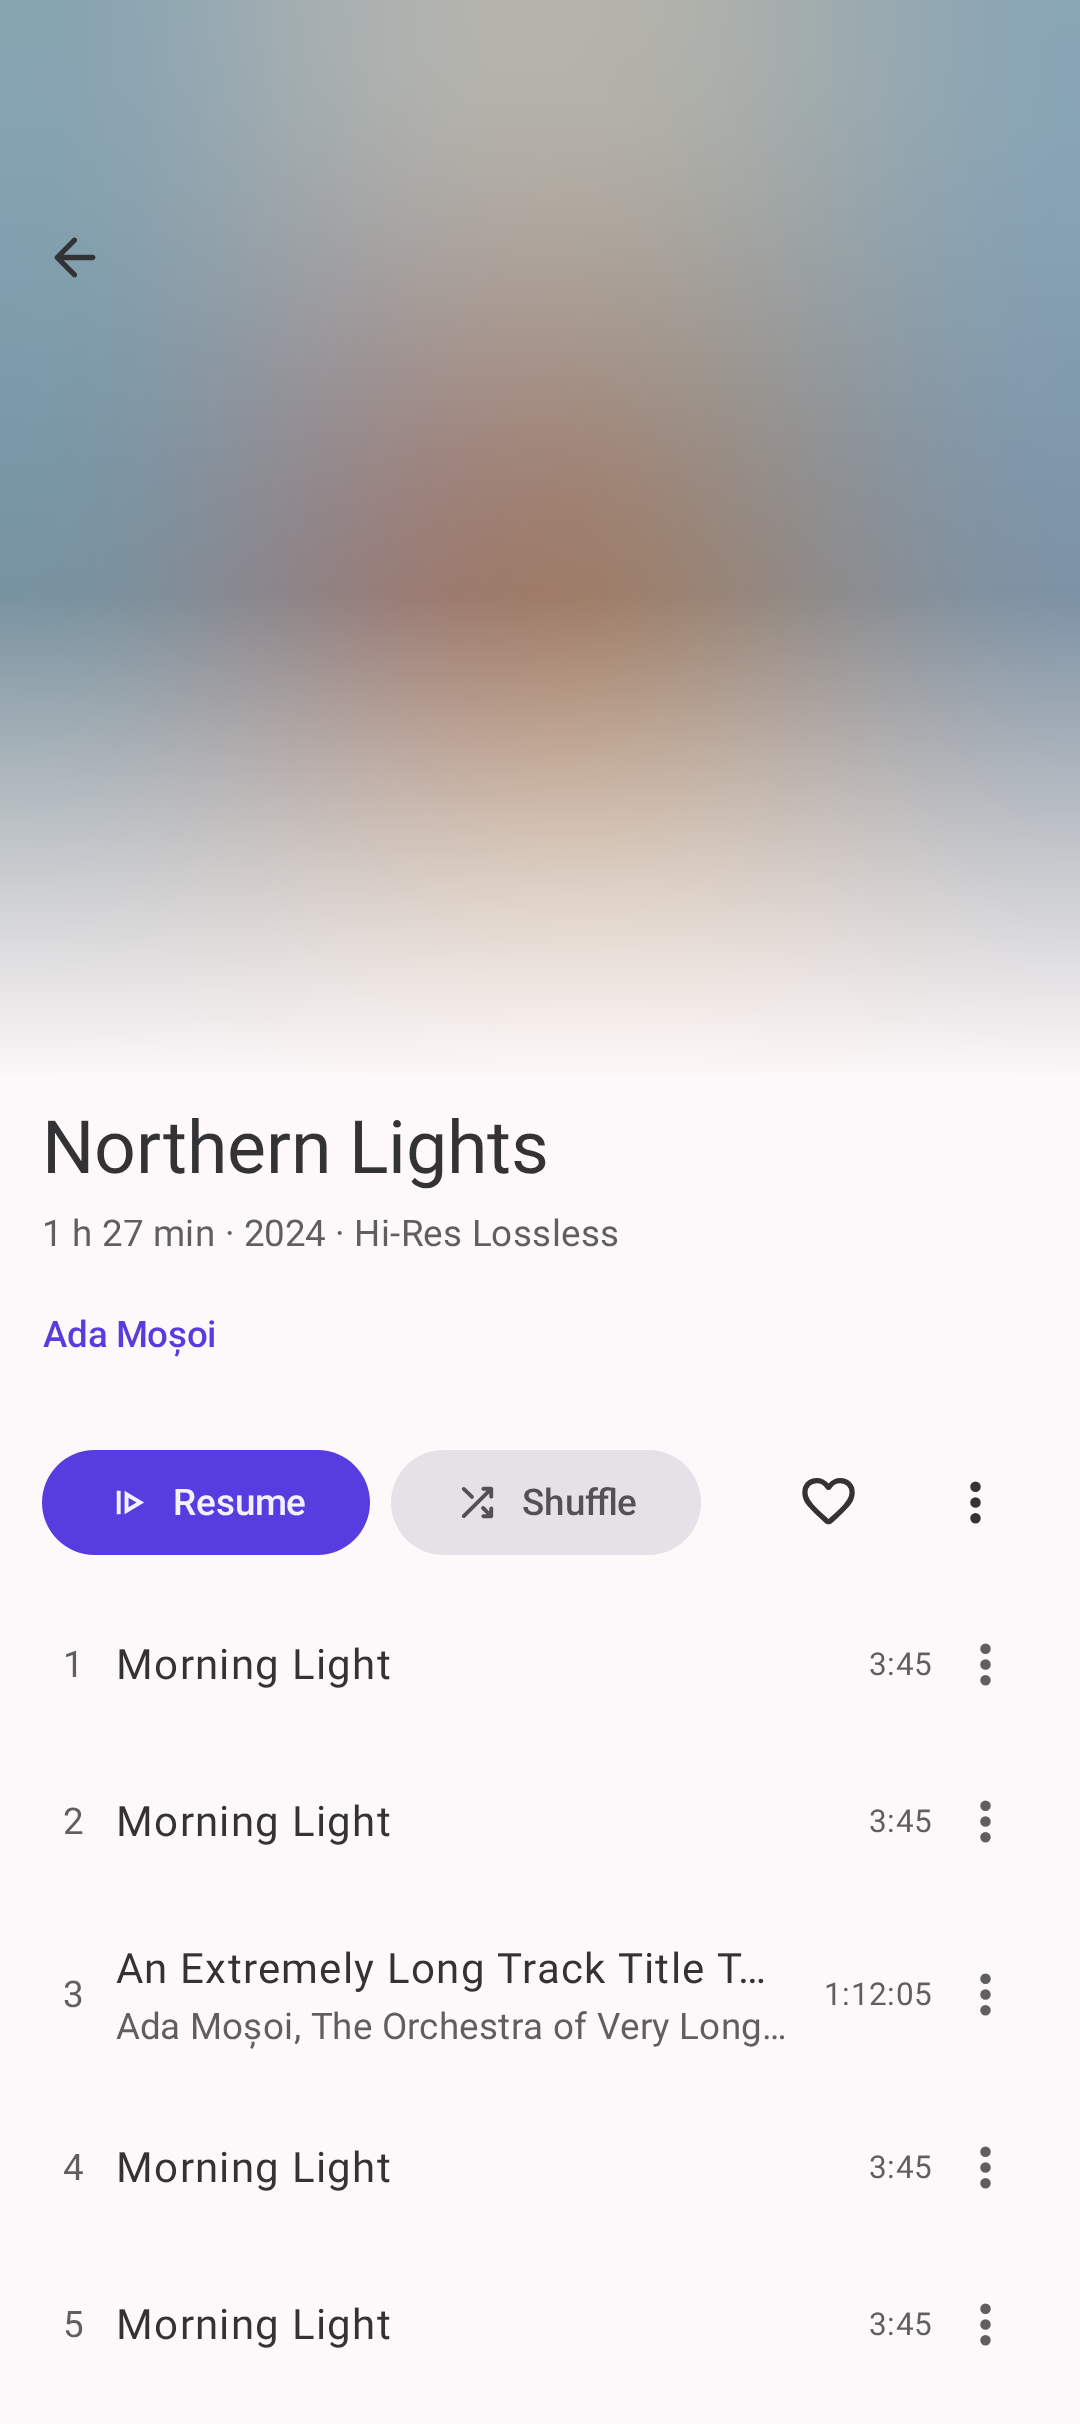 Northern Lights
1 h 27 min · 2024 · Hi-Res Lossless
Ada Moșoi
Resume
Shuffle
1 Morning Light 3:45
2 Morning Light 3:45
3 An Extremely Long Track Title T… 1:12:05
Ada Moșoi, The Orchestra of Very Long…
4 Morning Light 3:45
5 Morning Light 3:45